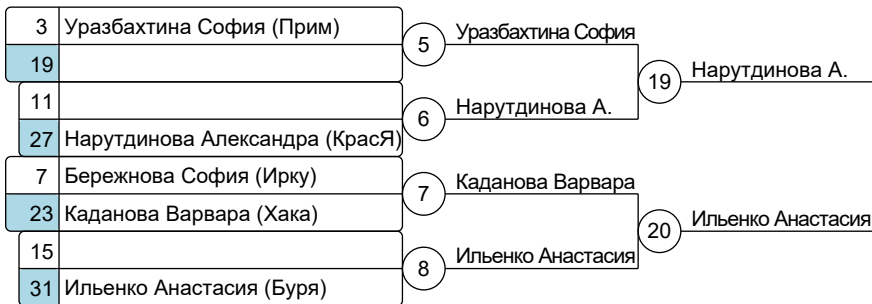 3 Уразбахтина София (Прим)
19
5
Уразбахтина София
11
27 Нарутдинова Александра (КрасЯ)
6
Нарутдинова А.
19
Нарутдинова А.
7 Бережнова София (Ирку)
23 Каданова Варвара (Хака)
7
Каданова Варвара
15
31 Ильенко Анастасия (Буря)
8
Ильенко Анастасия
20
Ильенко Анастасия